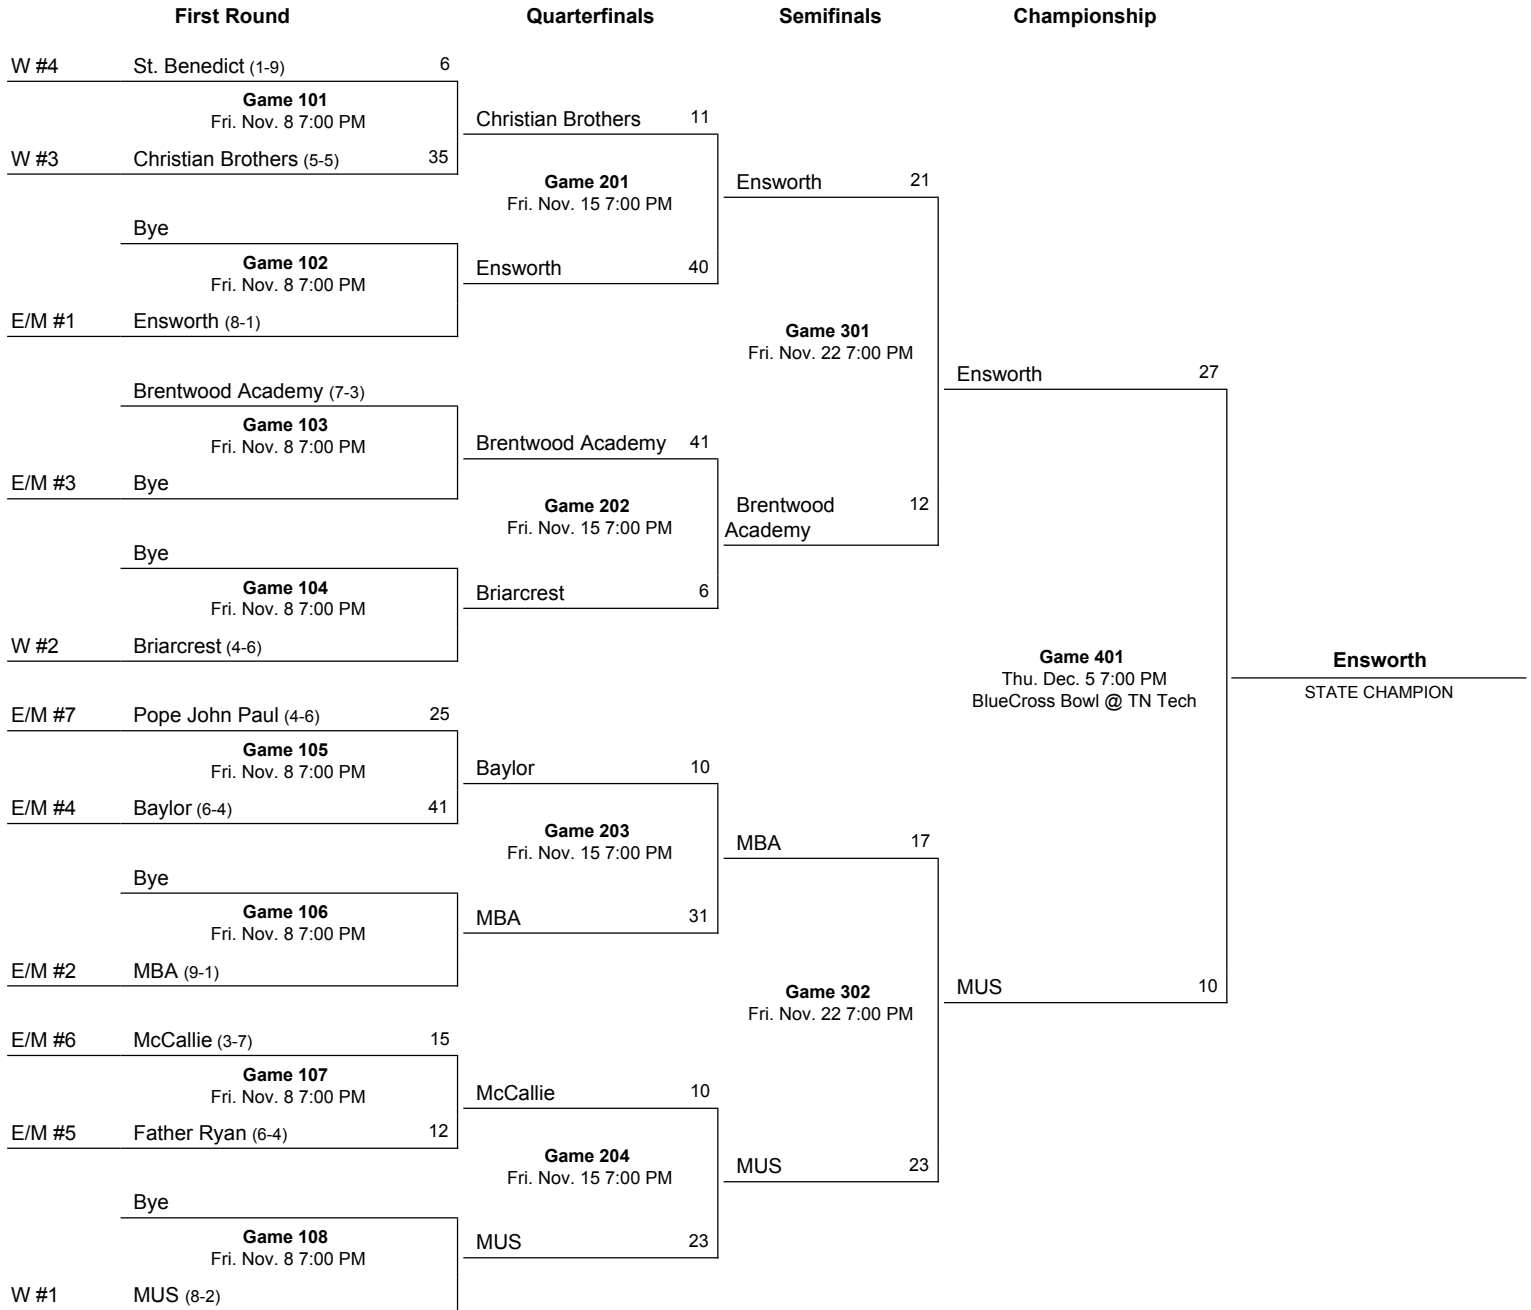 First Round Quarterfinals Semifinals Championship
W #4 St. Benedict (1-9) 6
Game 101
Fri. Nov. 8 7:00 PM
W #3 Christian Brothers (5-5) 35
Bye
Game 102
Fri. Nov. 8 7:00 PM
E/M #1 Ensworth (8-1)
Brentwood Academy (7-3)
Game 103
Fri. Nov. 8 7:00 PM
E/M #3 Bye
Bye
Game 104
Fri. Nov. 8 7:00 PM
W #2 Briarcrest (4-6)
E/M #7 Pope John Paul (4-6) 25
Game 105
Fri. Nov. 8 7:00 PM
E/M #4 Baylor (6-4) 41
Bye
Game 106
Fri. Nov. 8 7:00 PM
E/M #2 MBA (9-1)
E/M #6 McCallie (3-7) 15
Game 107
Fri. Nov. 8 7:00 PM
E/M #5 Father Ryan (6-4) 12
Bye
Game 108
Fri. Nov. 8 7:00 PM
W #1 MUS (8-2)
Christian Brothers 11
Game 201
Fri. Nov. 15 7:00 PM
Ensworth 40
Brentwood Academy 41
Game 202
Fri. Nov. 15 7:00 PM
Briarcrest 6
Baylor 10
Game 203
Fri. Nov. 15 7:00 PM
MBA 31
McCallie 10
Game 204
Fri. Nov. 15 7:00 PM
MUS 23
Ensworth 21
Game 301
Fri. Nov. 22 7:00 PM
Brentwood 12
Academy
MBA 17
Game 302
Fri. Nov. 22 7:00 PM
MUS 23
Ensworth 27
Game 401
Thu. Dec. 5 7:00 PM
BlueCross Bowl @ TN Tech
MUS 10
Ensworth
STATE CHAMPION